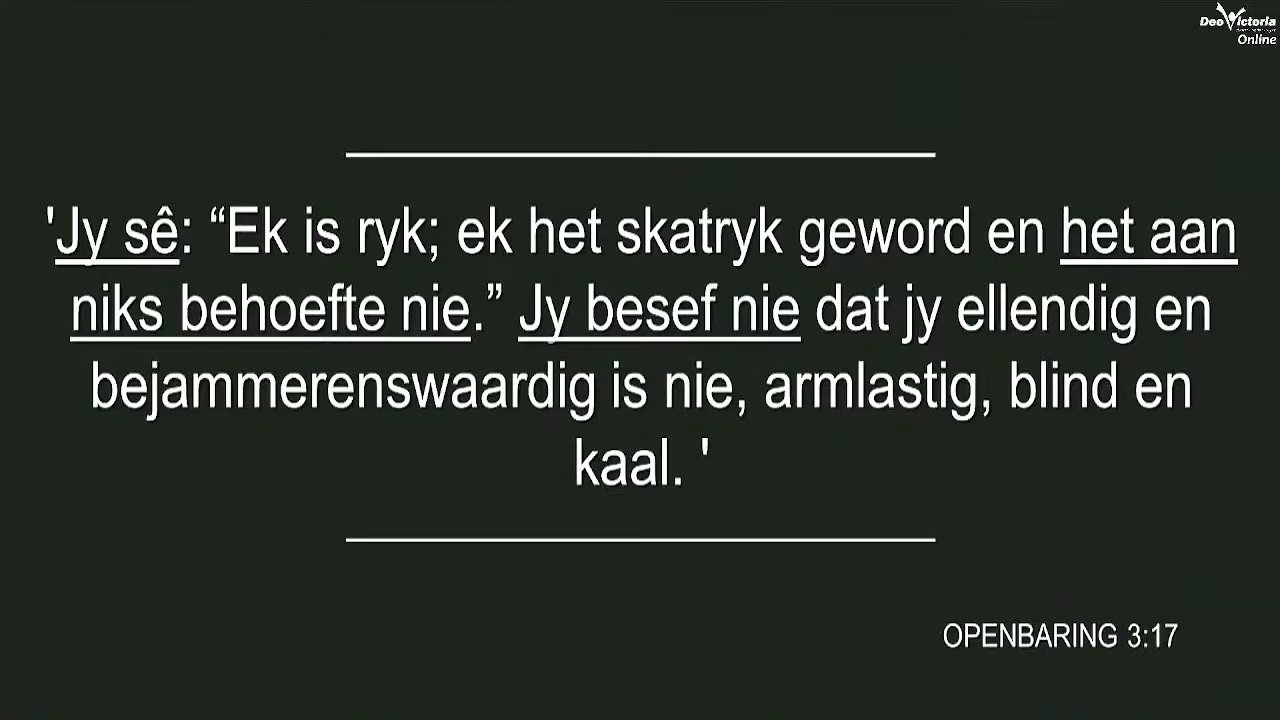 Deo Victoria
Online
'Jy sê: “Ek is ryk; ek het skatryk geword en het aan
niks behoefte nie.” Jy besef nie dat jy ellendig en
bejammerenswaardig is nie, armlastig, blind en
kaal. '
OPENBARING 3:17